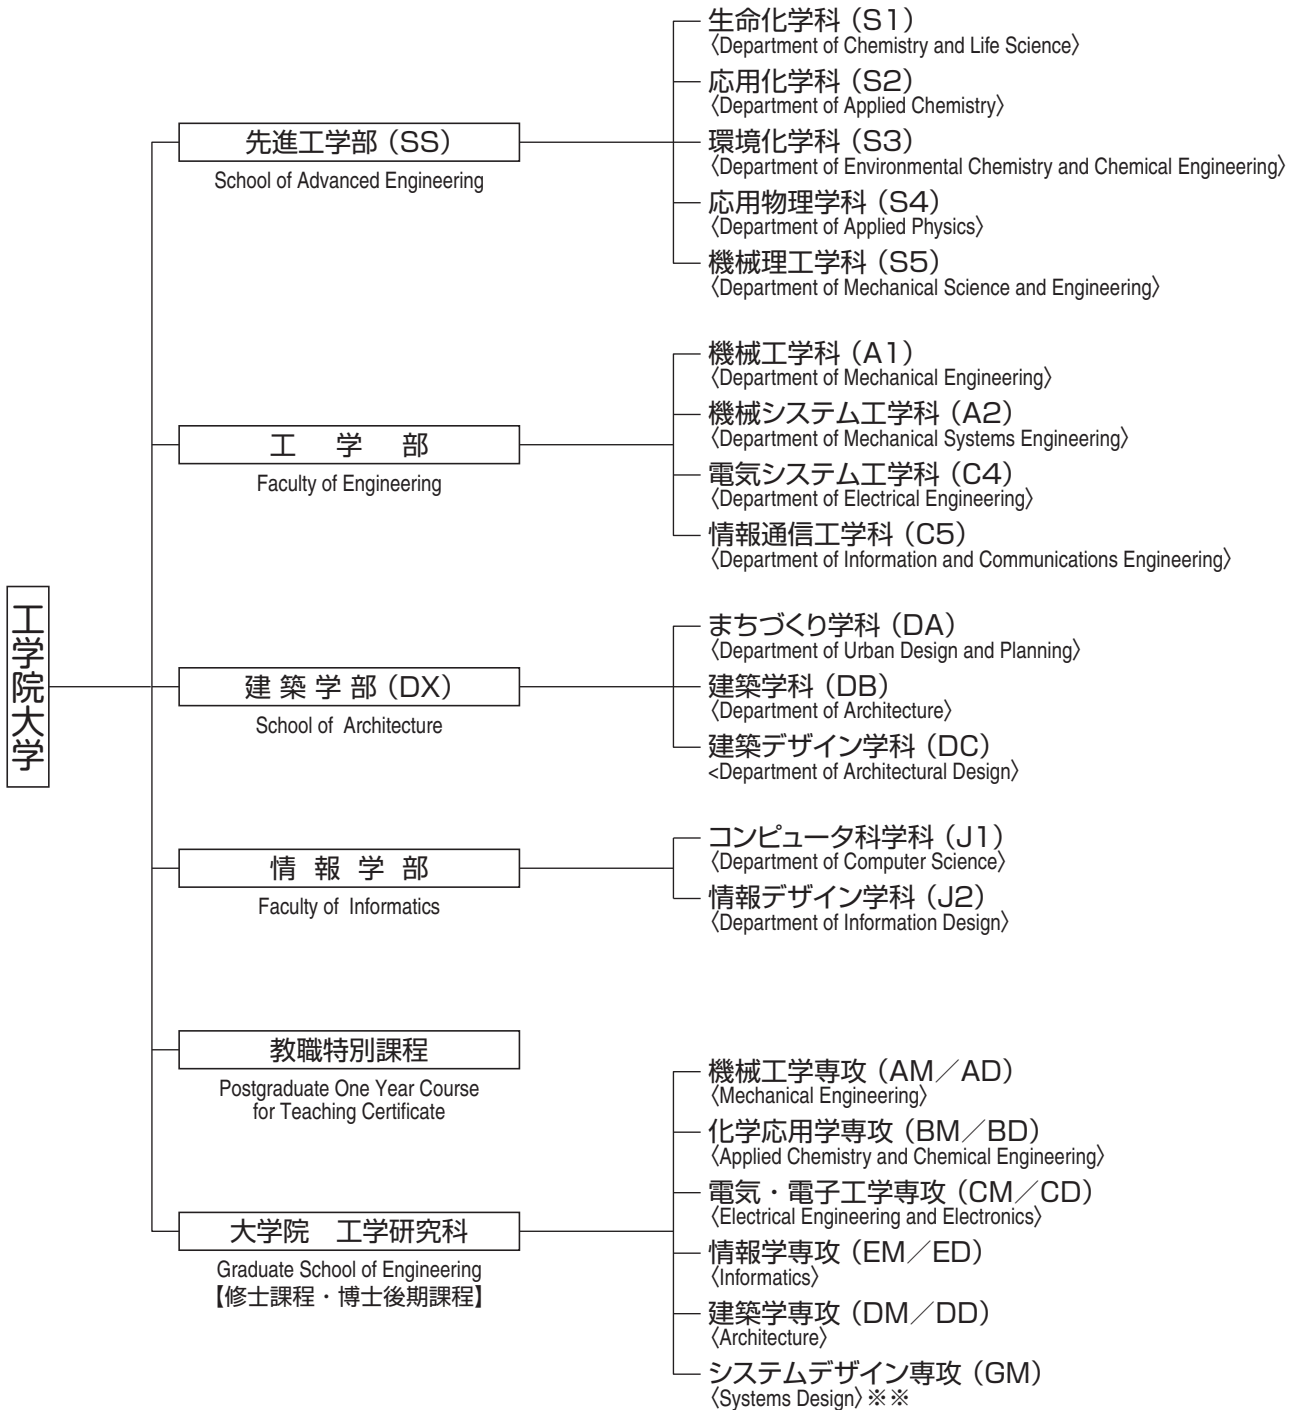 工学院大学
先進工学部（SS）
School of Advanced Engineering
生命化学科（S1）
〈Department of Chemistry and Life Science〉
応用化学科（S2）
〈Department of Applied Chemistry〉
環境化学科（S3）
〈Department of Environmental Chemistry and Chemical Engineering〉
応用物理学科（S4）
〈Department of Applied Physics〉
機械理工学科（S5）
〈Department of Mechanical Science and Engineering〉
工　学　部
Faculty of Engineering
機械工学科（A1）
〈Department of Mechanical Engineering〉
機械システム工学科（A2）
〈Department of Mechanical Systems Engineering〉
電気システム工学科（C4）
〈Department of Electrical Engineering〉
情報通信工学科（C5）
〈Department of Information and Communications Engineering〉
建 築 学 部（DX）
School of Architecture
まちづくり学科（DA）
〈Department of Urban Design and Planning〉
建築学科（DB）
〈Department of Architecture〉
建築デザイン学科（DC）
<Department of Architectural Design〉
情 報 学 部
Faculty of Informatics
コンピュータ科学科（J1）
〈Department of Computer Science〉
情報デザイン学科（J2）
〈Department of Information Design〉
教職特別課程
Postgraduate One Year Course
for Teaching Certificate
大学院　工学研究科
Graduate School of Engineering
【修士課程・博士後期課程】
機械工学専攻（AM／AD）
〈Mechanical Engineering〉
化学応用学専攻（BM／BD）
〈Applied Chemistry and Chemical Engineering〉
電気・電子工学専攻（CM／CD）
〈Electrical Engineering and Electronics〉
情報学専攻（EM／ED）
〈Informatics〉
建築学専攻（DM／DD）
〈Architecture〉
システムデザイン専攻（GM）
〈Systems Design〉※※